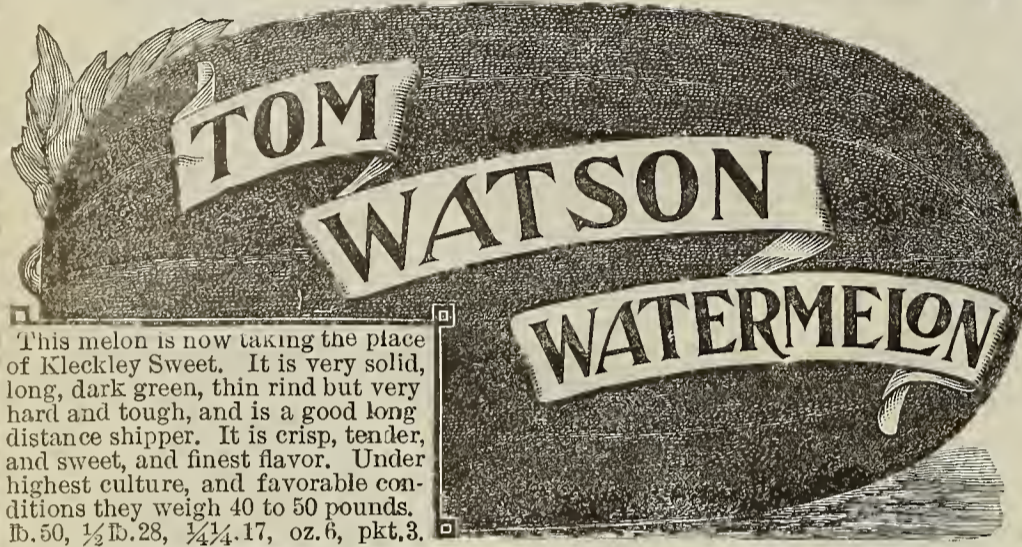 TOM
WATSON
WATERMELON
This melon is now taking the place
of Kleckley Sweet. It is very solid,
long, dark green, thin rind but very
hard and tough, and is a good long
distance shipper. It is crisp, tender,
and sweet, and finest flavor. Under
highest culture, and favorable con-
ditions they weigh 40 to 50 pounds.
lb.50, ½lb.28, ¼¼.17, oz.6, pkt.3.